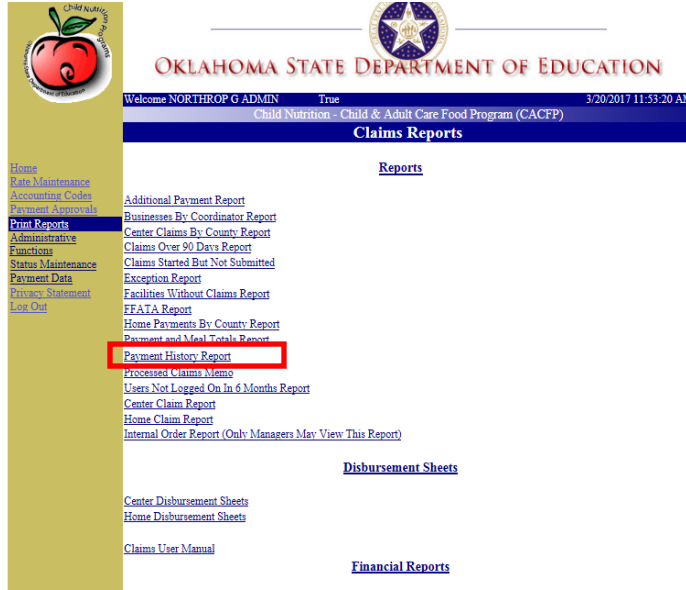 Child Nutrition Programs
OKLAHOMA STATE DEPARTMENT OF EDUCATION
Welcome NORTHROP G ADMIN True 3/20/2017 11:53:20 AM
Child Nutrition - Child & Adult Care Food Program (CACFP)
Claims Reports
Home
Rate Maintenance
Accounting Codes
Payment Approvals
Print Reports
Administrative
Functions
Status Maintenance
Payment Data
Privacy Statement
Log Out
Reports
Additional Payment Report
Businesses By Coordinator Report
Center Claims By County Report
Claims Over 90 Days Report
Claims Started But Not Submitted
Exception Report
Facilities Without Claims Report
FFATA Report
Home Payments By County Report
Payment and Meal Totals Report
Payment History Report
Processed Claims Memo
Users Not Logged On In 6 Months Report
Center Claim Report
Home Claim Report
Internal Order Report (Only Managers May View This Report)
Disbursement Sheets
Center Disbursement Sheets
Home Disbursement Sheets
Claims User Manual
Financial Reports